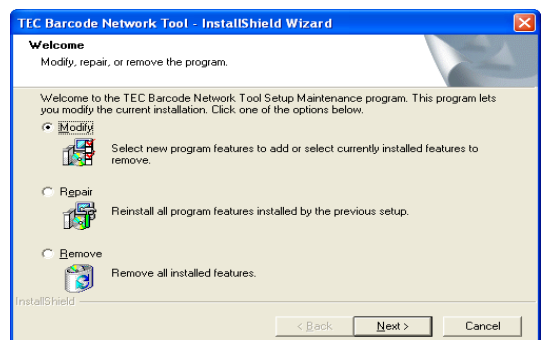 TEC Barcode Network Tool - InstallShield Wizard
Welcome
Modify, repair, or remove the program.
Welcome to the TEC Barcode Network Tool Setup Maintenance program. This program lets
you modify the current installation. Click one of the options below.
Modify
Select new program features to add or select currently installed features to
remove.
Repair
Reinstall all program features installed by the previous setup.
Remove
Remove all installed features.
InstallShield
< Back
Next >
Cancel